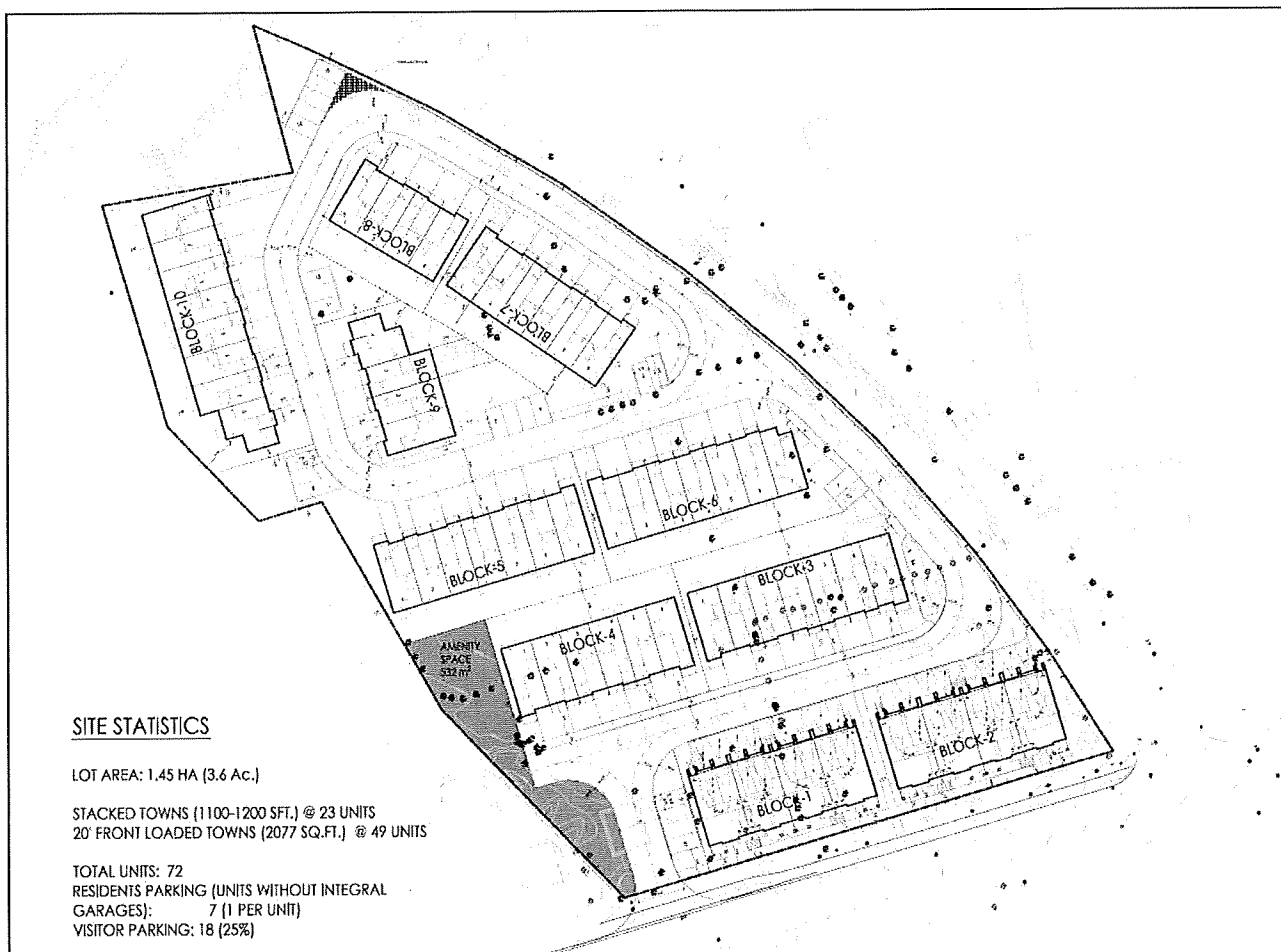 BLOCK-8
BLOCK-7
BLOCK-10
BLOCK-9
BLOCK-6
BLOCK-5
BLOCK-3
BLOCK-4
AMENITY
SPACE
532 m²
BLOCK-2
BLOCK-1
SITE STATISTICS
LOT AREA: 1.45 HA (3.6 Ac.)
STACKED TOWNS (1100-1200 SFT.) @ 23 UNITS
20' FRONT LOADED TOWNS (2077 SQ.FT.) @ 49 UNITS
TOTAL UNITS: 72
RESIDENTS PARKING (UNITS WITHOUT INTEGRAL
GARAGES): 7 (1 PER UNIT)
VISITOR PARKING: 18 (25%)